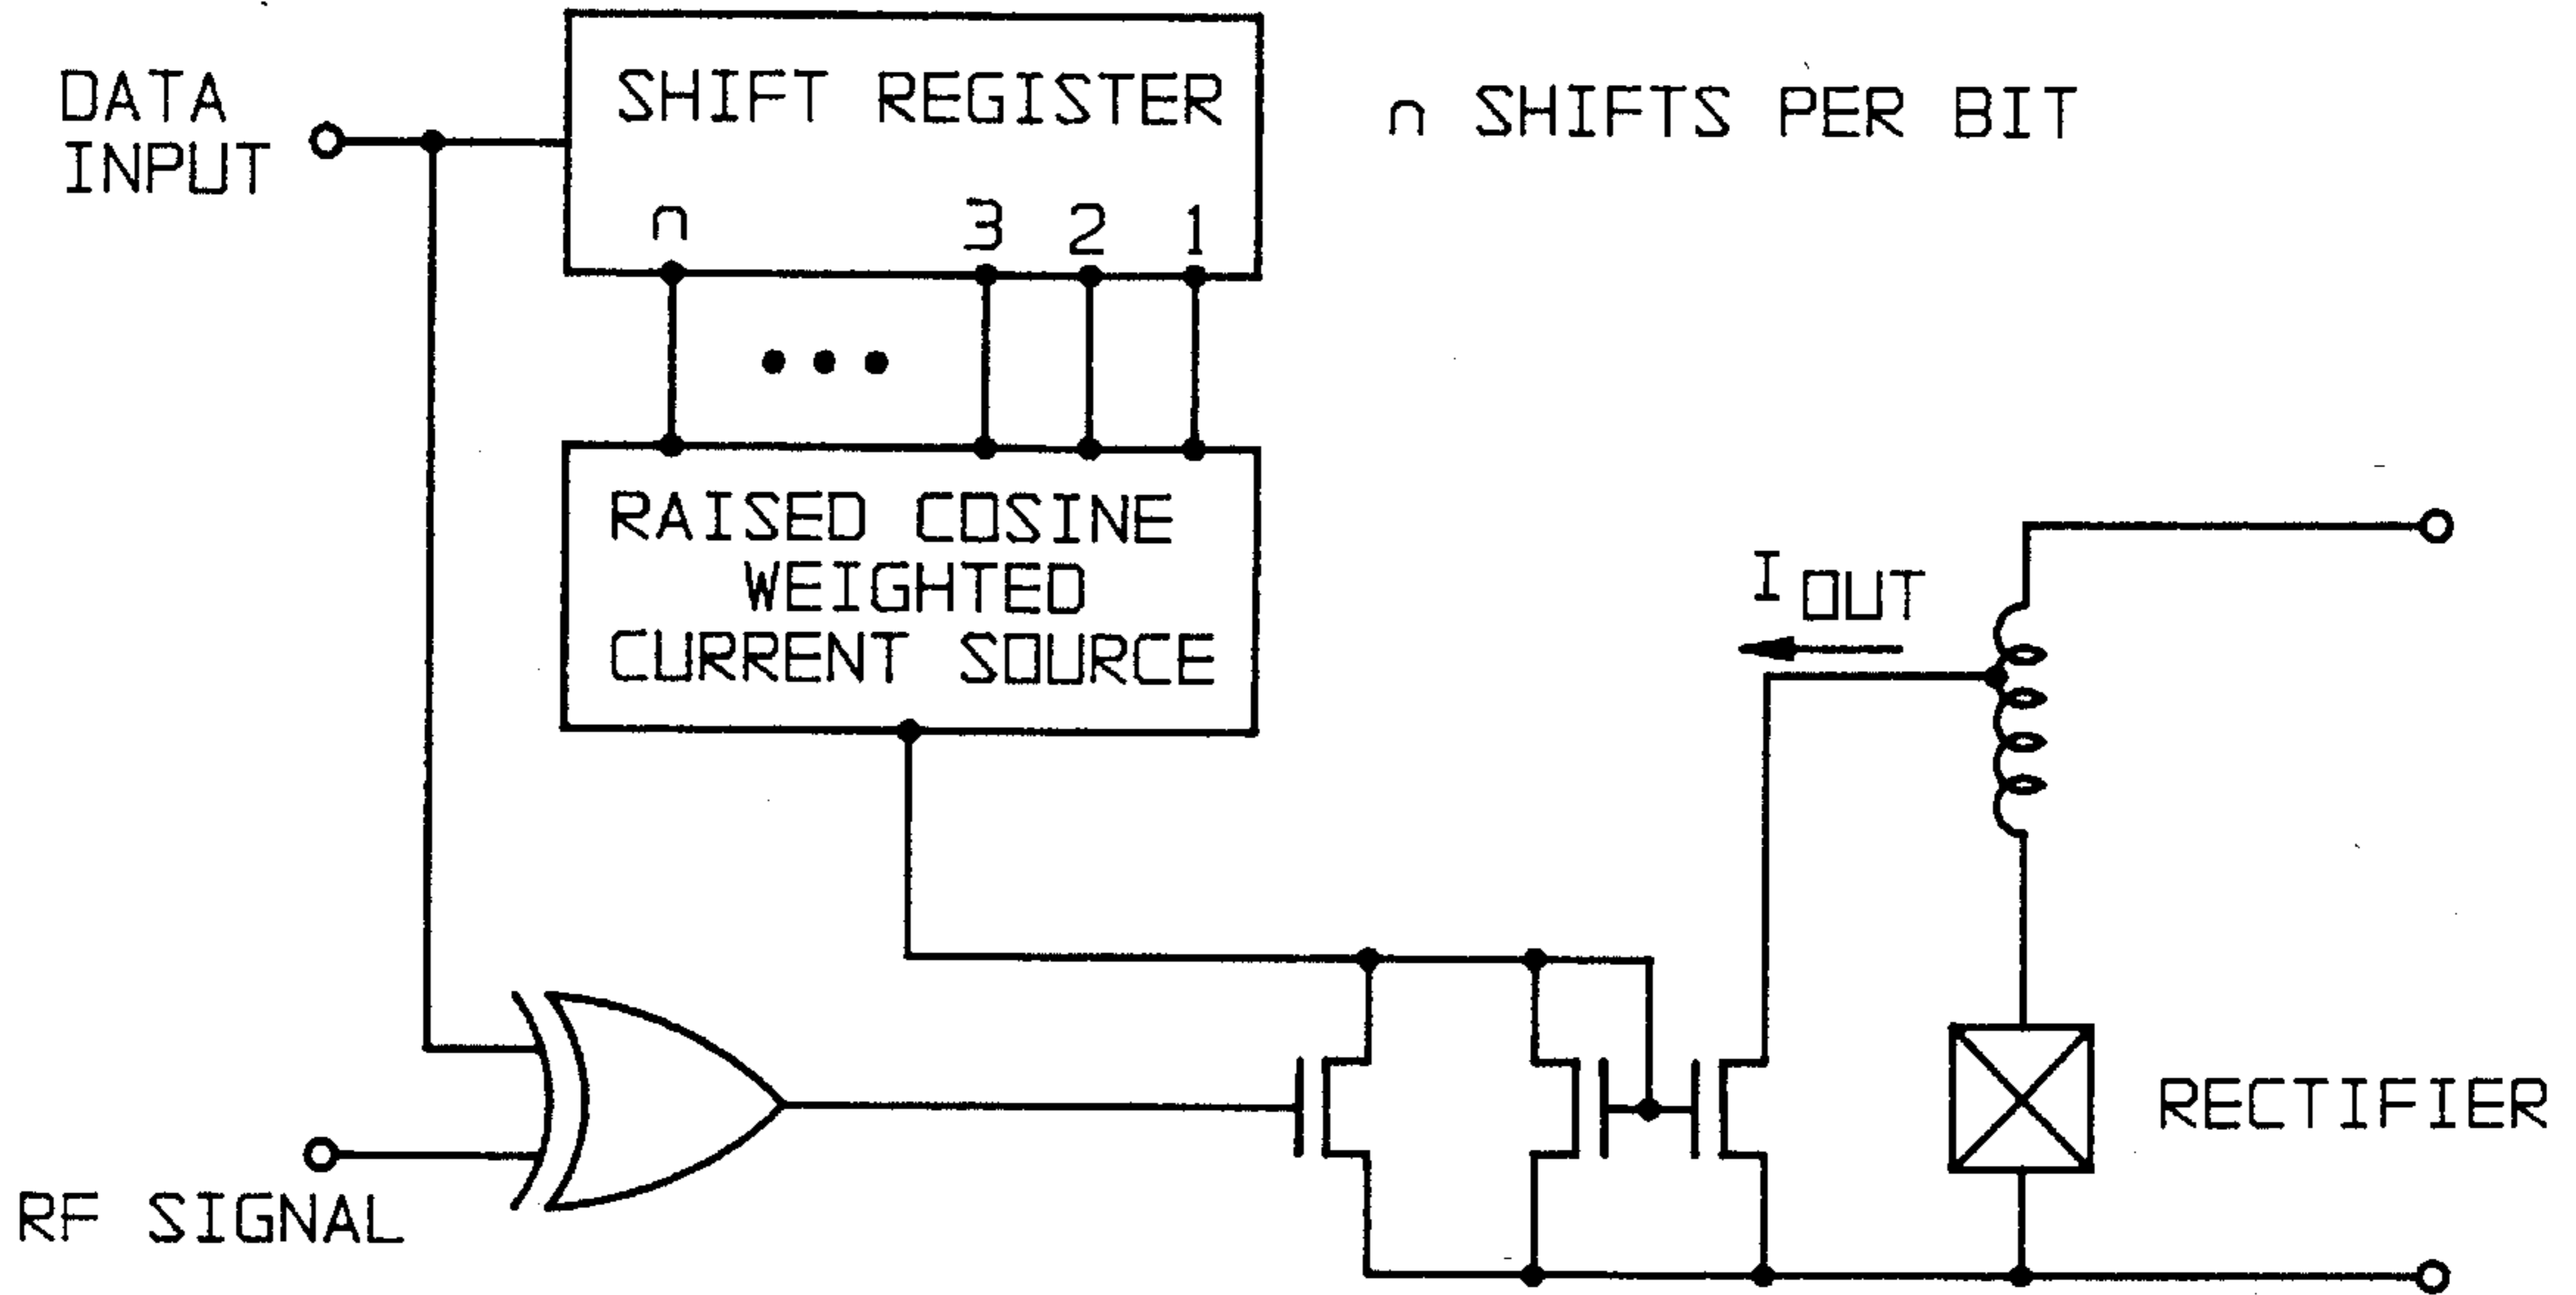 DATA
INPUT
SHIFT REGISTER
n 3 2 1
n SHIFTS PER BIT
RAISED COSINE
WEIGHTED
CURRENT SOURCE
I OUT
RECTIFIER
RF SIGNAL